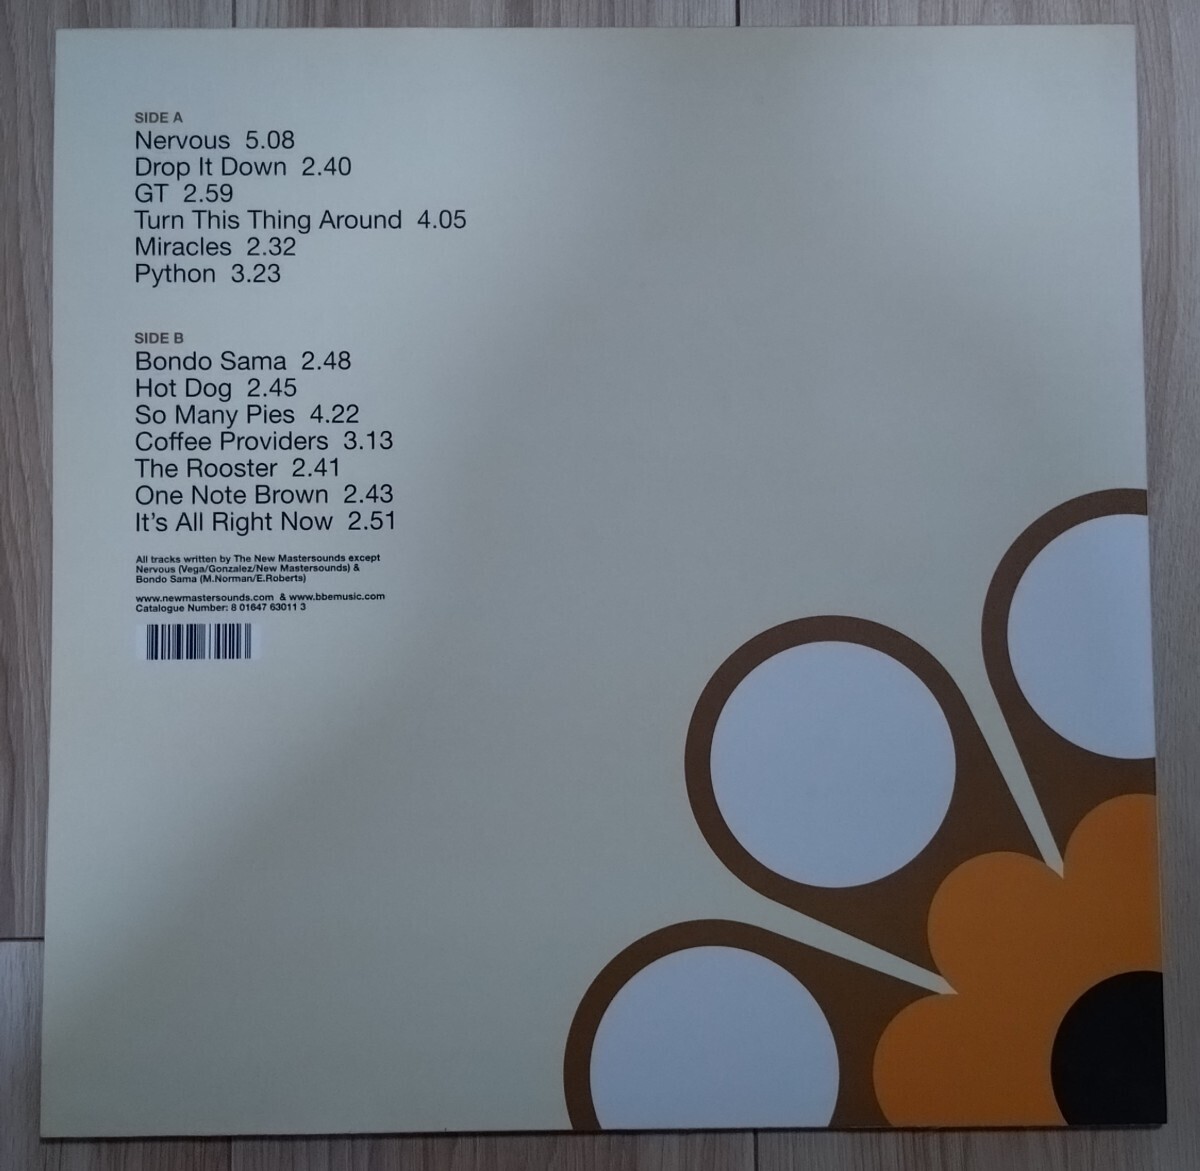 SIDE A
Nervous 5.08
Drop It Down 2.40
GT 2.59
Turn This Thing Around 4.05
Miracles 2.32
Python 3.23
SIDE B
Bondo Sama 2.48
Hot Dog 2.45
So Many Pies 4.22
Coffee Providers 3.13
The Rooster 2.41
One Note Brown 2.43
It's All Right Now 2.51
All tracks written by The New Mastersounds except
Nervous (Vega/Gonzalez/New Mastersounds) &
Bondo Sama (M.Norman/E.Roberts)
www.newmastersounds.com & www.bbemusic.com
Catalogue Number: 8 01647 63011 3